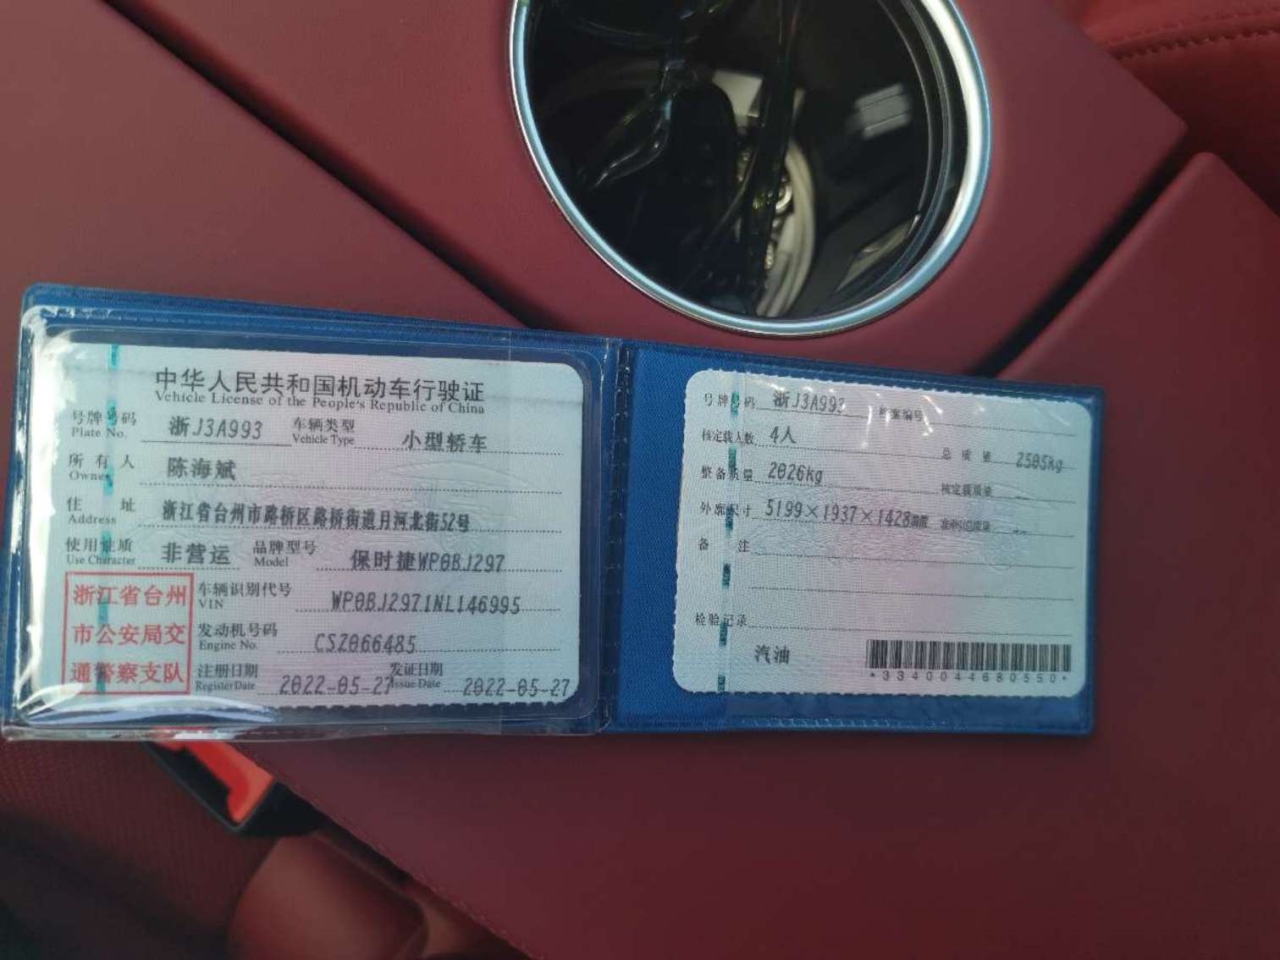 中华人民共和国机动车行驶证
Vehicle License of the People's Republic of China
号牌号码 浙J3A993 车辆类型 小型轿车
Plate No. Vehicle Type
所有人 陈海斌
Owner
住址 浙江省台州市路桥区路桥街道月河北街52号
Address
使用性质 非营运 品牌型号 保时捷WP0BJ297
Use Character Model
浙江省台州
市公安局交
通警察支队
车辆识别代号 WP0BJ2971NL146995
VIN
发动机号码 CSZ066485
Engine No.
注册日期 2022-05-27 发证日期 2022-05-27
Register Date Issue Date
号牌号码 浙J3A993 档案编号
核定载人数 4人 总质量 2505kg
整备质量 2026kg 核定载质量
外廓尺寸 5199×1937×1428mm 准牵引总质量
备注
检验记录
汽油
*3340044680550*